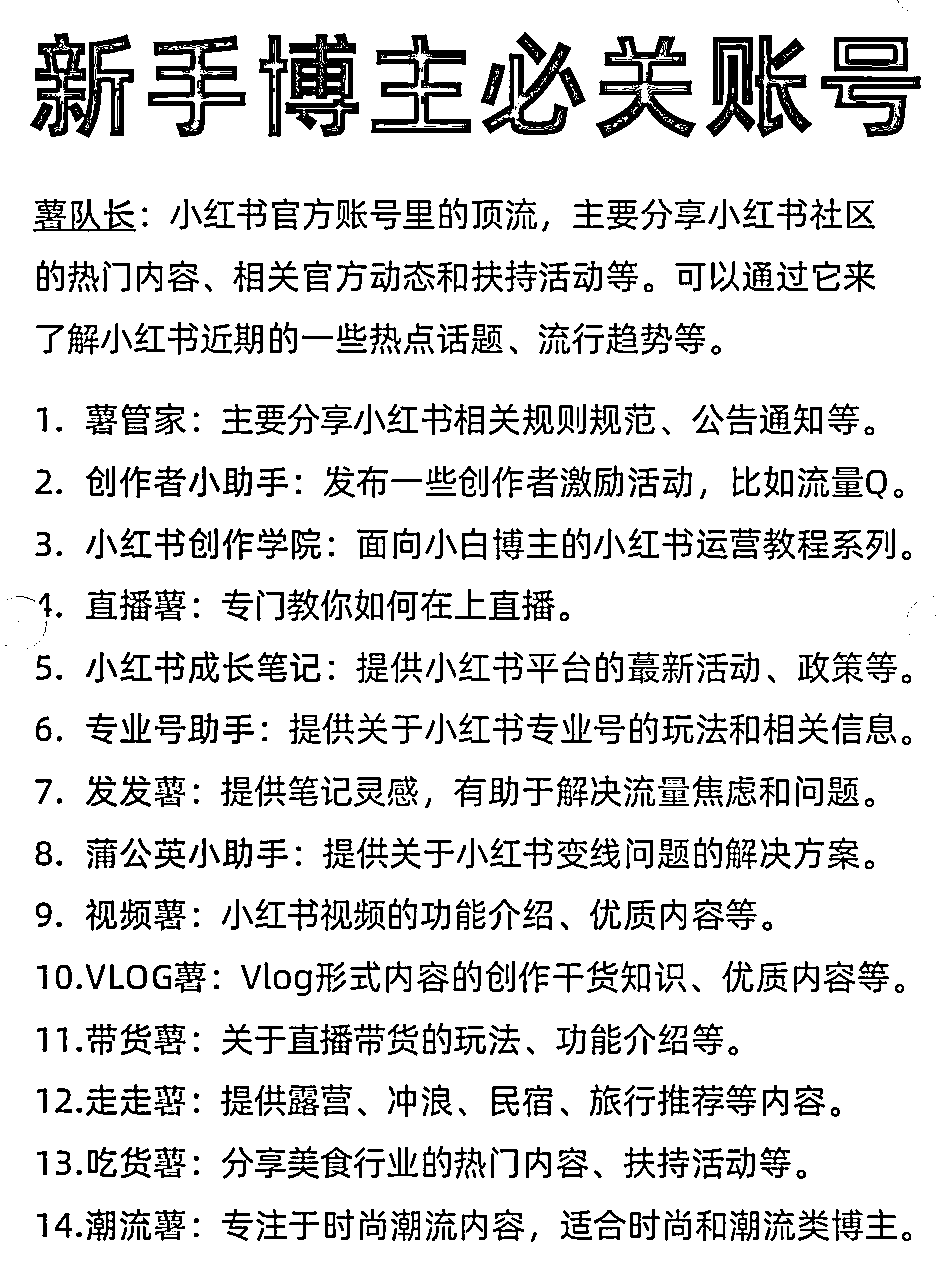 新手博主必关账号
薯队长：小红书官方账号里的顶流，主要分享小红书社区
的热门内容、相关官方动态和扶持活动等。可以通过它来
了解小红书近期的一些热点话题、流行趋势等。
1. 薯管家：主要分享小红书相关规则规范、公告通知等。
2. 创作者小助手：发布一些创作者激励活动，比如流量Q。
3. 小红书创作学院：面向小白博主的小红书运营教程系列。
4. 直播薯：专门教你如何在上直播。
5. 小红书成长笔记：提供小红书平台的蕞新活动、政策等。
6. 专业号助手：提供关于小红书专业号的玩法和相关信息。
7. 发发薯：提供笔记灵感，有助于解决流量焦虑和问题。
8. 蒲公英小助手：提供关于小红书变线问题的解决方案。
9. 视频薯：小红书视频的功能介绍、优质内容等。
10.VLOG薯：Vlog形式内容的创作干货知识、优质内容等。
11.带货薯：关于直播带货的玩法、功能介绍等。
12.走走薯：提供露营、冲浪、民宿、旅行推荐等内容。
13.吃货薯：分享美食行业的热门内容、扶持活动等。
14.潮流薯：专注于时尚潮流内容，适合时尚和潮流类博主。